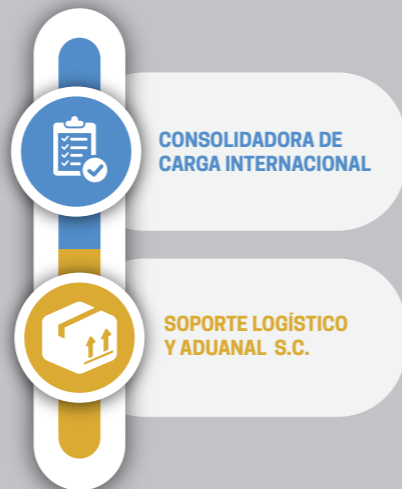 CONSOLIDADORA DE
CARGA INTERNACIONAL
SOPORTE LOGÍSTICO
Y ADUANAL S.C.